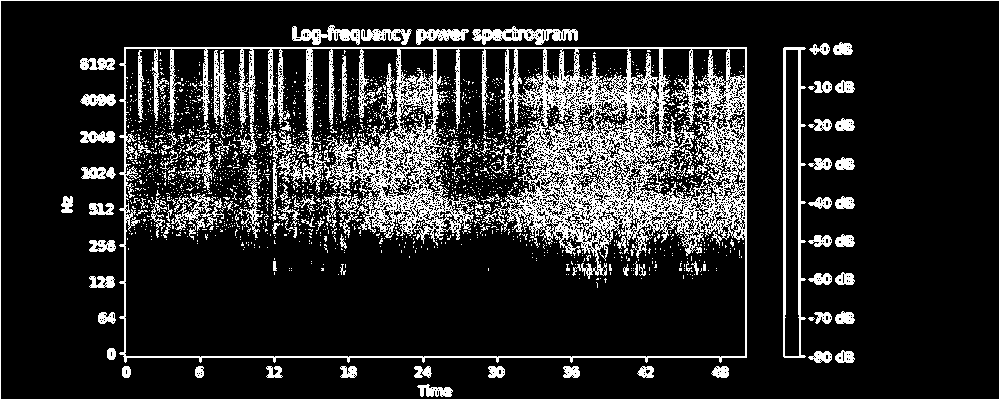 Log-frequency power spectrogram
8192
4096
2048
1024
512
256
128
64
0
Hz
0 6 12 18 24 30 36 42 48
Time
+0 dB
-10 dB
-20 dB
-30 dB
-40 dB
-50 dB
-60 dB
-70 dB
-80 dB